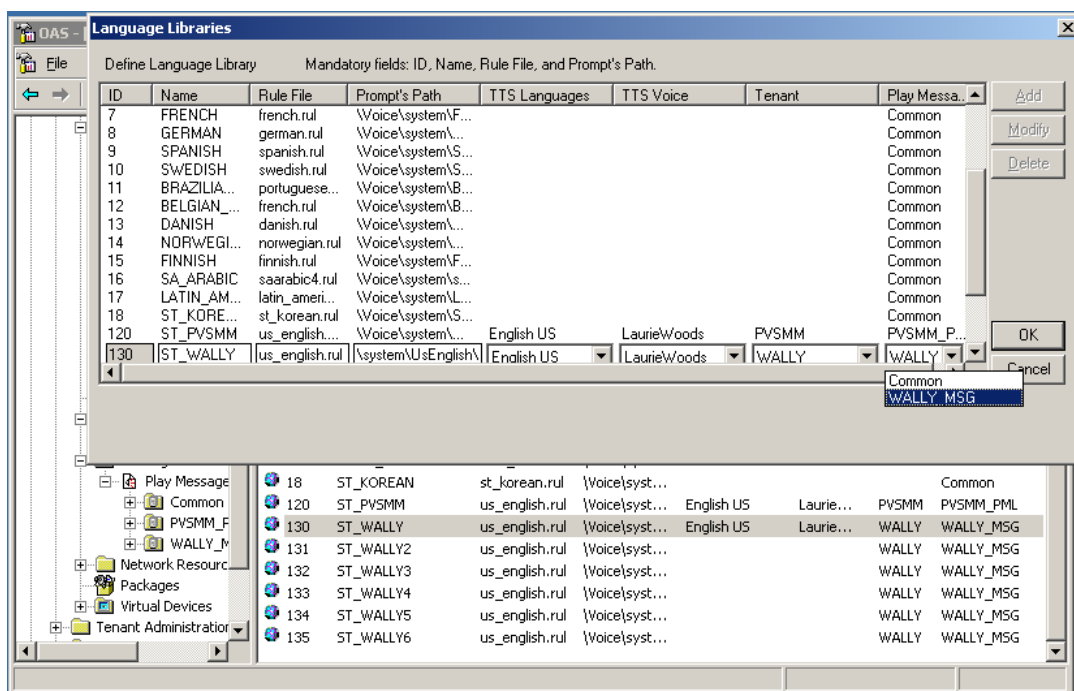 OAS - Language Libraries
File
Define Language Library Mandatory fields: ID, Name, Rule File, and Prompt's Path.
ID Name Rule File Prompt's Path TTS Languages TTS Voice Tenant Play Messa..
7 FRENCH french.rul \Voice\system\F... Common
8 GERMAN german.rul \Voice\system\G... Common
9 SPANISH spanish.rul \Voice\system\S... Common
10 SWEDISH swedish.rul \Voice\system\S... Common
11 BRAZILIA... portuguese... \Voice\system\B... Common
12 BELGIAN_... french.rul \Voice\system\B... Common
13 DANISH danish.rul \Voice\system\... Common
14 NORWEGI... norwegian.rul \Voice\system\... Common
15 FINNISH finnish.rul \Voice\system\F... Common
16 SA_ARABIC saarabic4.rul \Voice\system\s... Common
17 LATIN_AM... latin_ameri... \Voice\system\L... Common
18 ST_KORE... st_korean.rul \Voice\system\S... Common
120 ST_PVSMM us_english.... \Voice\system\... English US LaurieWoods PVSMM PVSMM_P...
130 ST_WALLY us_english.rul \system\UsEnglish\ English US LaurieWoods WALLY WALLY
Common
WALLY_MSG
Add
Modify
Delete
OK
Cancel
Play Message
Common
PVSMM_P
WALLY_M
Network Resourc
Packages
Virtual Devices
Tenant Administration
18 ST_KOREAN st_korean.rul \Voice\syst... Common
120 ST_PVSMM us_english.rul \Voice\syst... English US Laurie... PVSMM PVSMM_PML
130 ST_WALLY us_english.rul \Voice\syst... English US Laurie... WALLY WALLY_MSG
131 ST_WALLY2 us_english.rul \Voice\syst... WALLY WALLY_MSG
132 ST_WALLY3 us_english.rul \Voice\syst... WALLY WALLY_MSG
133 ST_WALLY4 us_english.rul \Voice\syst... WALLY WALLY_MSG
134 ST_WALLY5 us_english.rul \Voice\syst... WALLY WALLY_MSG
135 ST_WALLY6 us_english.rul \Voice\syst... WALLY WALLY_MSG